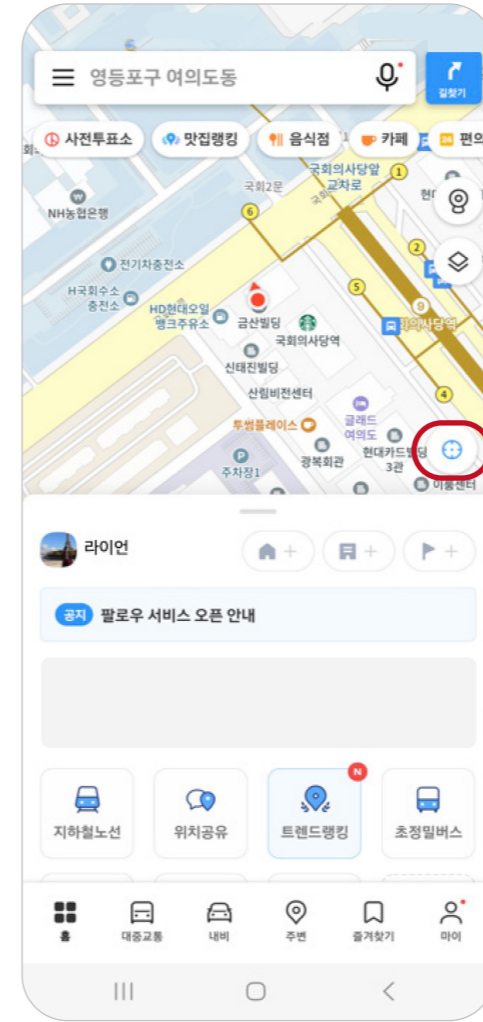 영등포구 여의도동
길찾기
사전투표소
맛집랭킹
음식점
카페
24
편의
국회의사당앞
교차로
1
국회2문
NH농협은행
6
2
전기차충전소
H국회수소
충전소
HD현대오일
뱅크주유소
금산빌딩
국회의사당역
5
9
신태진빌딩
산림비전센터
4
투썸플레이스
글래드
여의도
주차장1
광복회관
현대카드빌딩
3관
이룸센터
라이언
공지 팔로우 서비스 오픈 안내
N
지하철노선
위치공유
트렌드랭킹
초정밀버스
홈
대중교통
내비
주변
즐겨찾기
마이